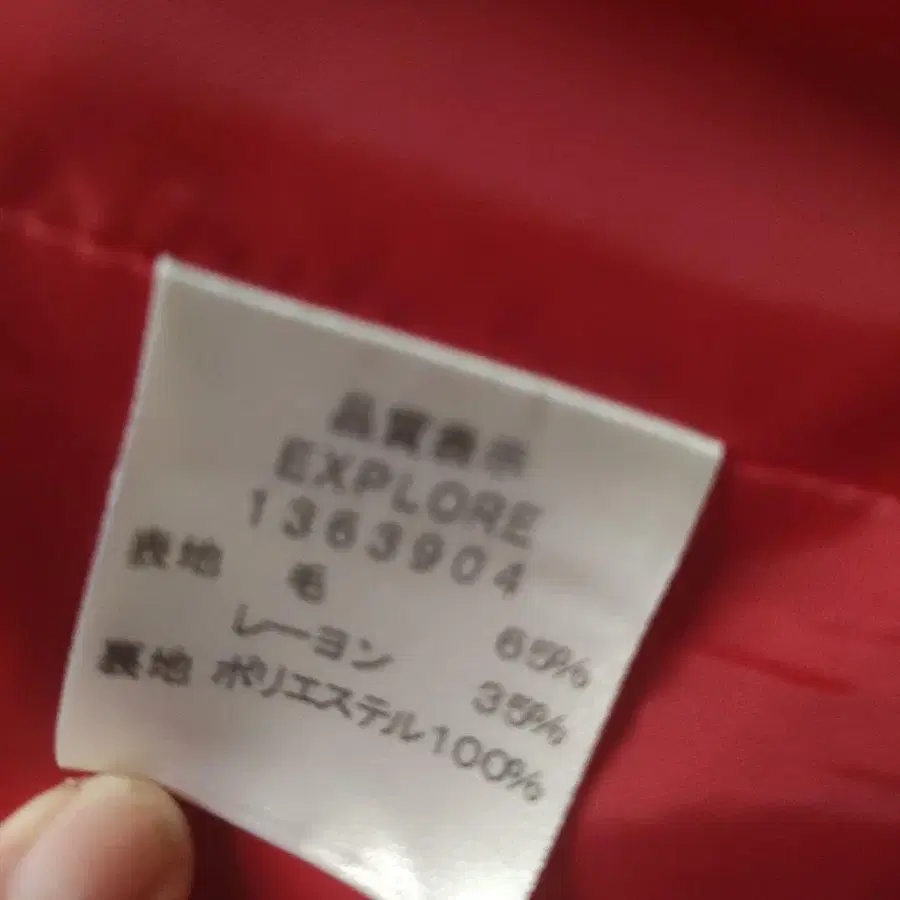 品質表示
EXPLORE
1363904
表地 毛 65%
レーヨン 35%
裏地 ポリエステル100%